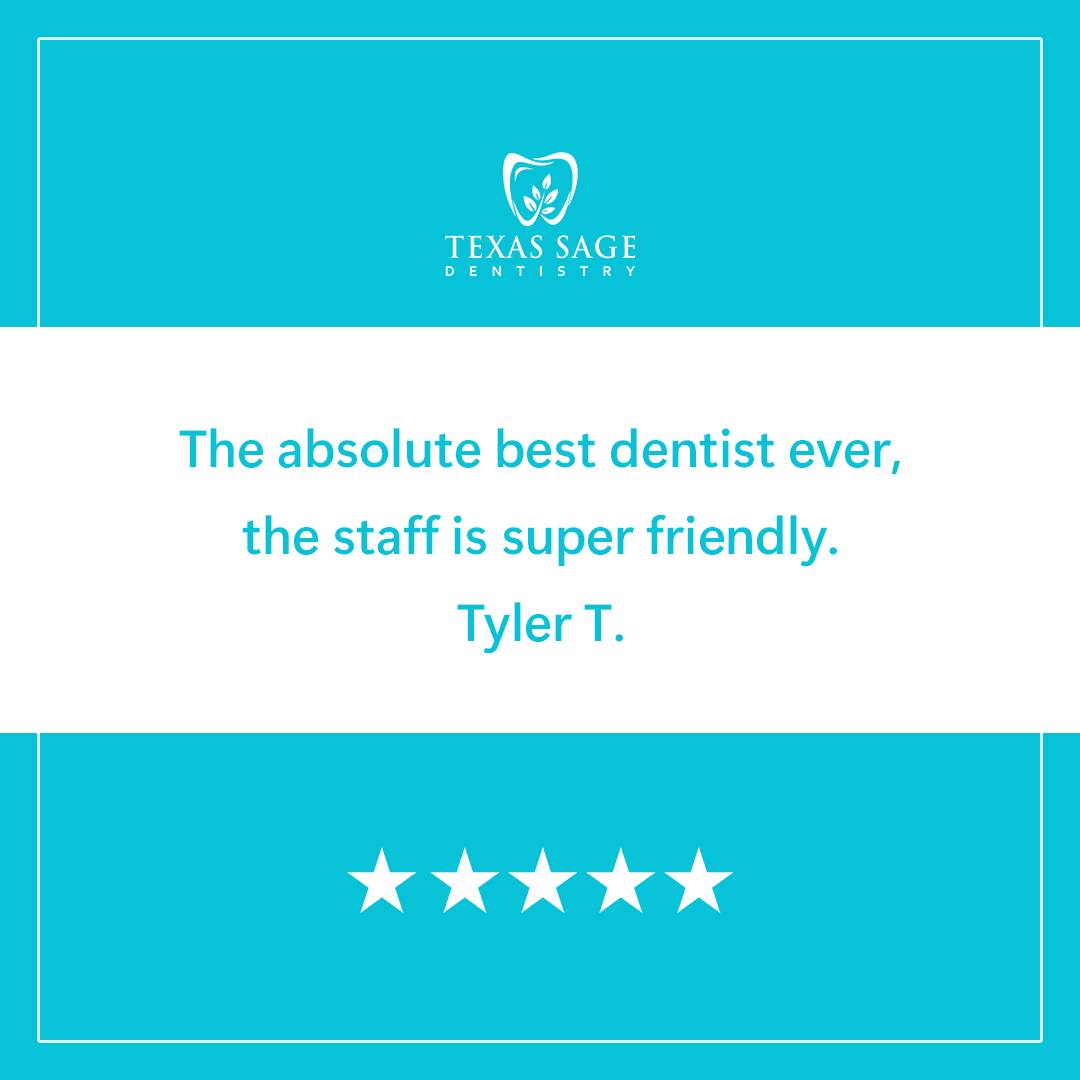 TEXAS SAGE
DENTISTRY
The absolute best dentist ever,
the staff is super friendly.
Tyler T.